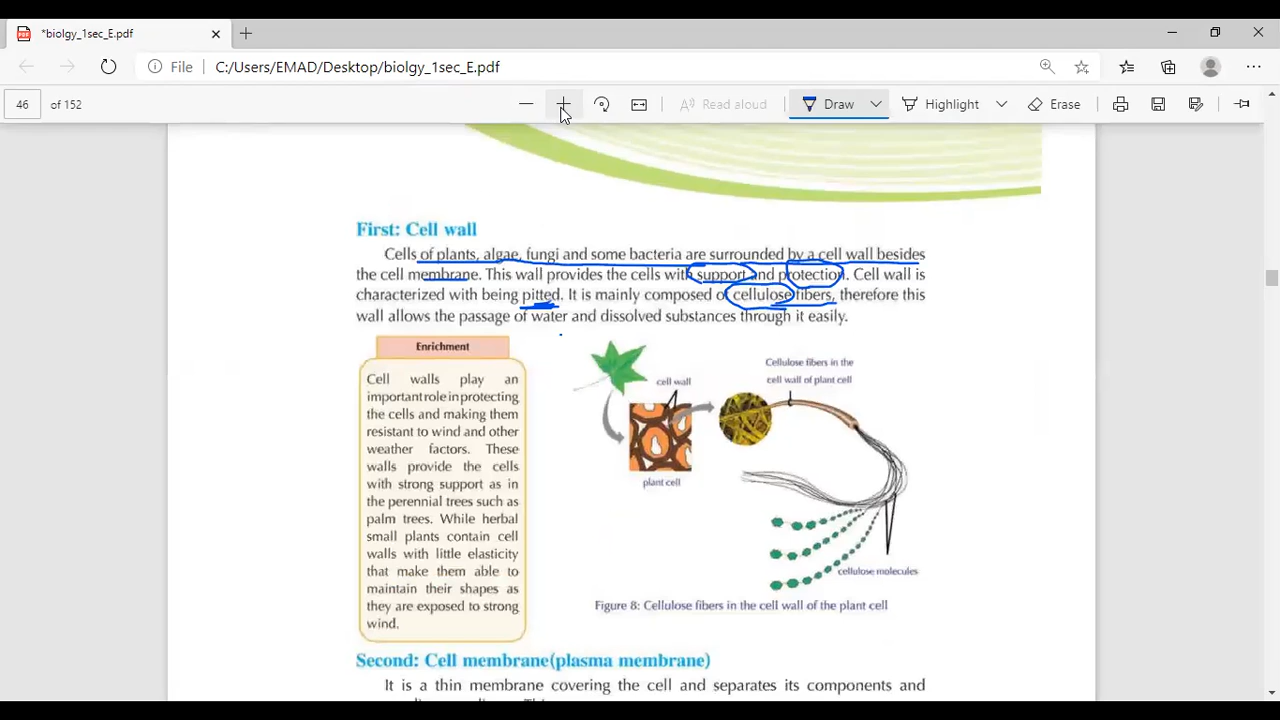 *biolgy_1sec_E.pdf
File C:/Users/EMAD/Desktop/biolgy_1sec_E.pdf
46 of 152 Read aloud Draw Highlight Erase
First: Cell wall
Cells of plants, algae, fungi and some bacteria are surrounded by a cell wall besides
the cell membrane. This wall provides the cells with support and protection. Cell wall is
characterized with being pitted. It is mainly composed of cellulose fibers, therefore this
wall allows the passage of water and dissolved substances through it easily.
Enrichment
Cell walls play an
important role in protecting
the cells and making them
resistant to wind and other
weather factors. These
walls provide the cells
with strong support as in
the perennial trees such as
palm trees. While herbal
small plants contain cell
walls with little elasticity
that make them able to
maintain their shapes as
they are exposed to strong
wind.
cell wall
plant cell
Cellulose fibers in the
cell wall of plant cell
cellulose molecules
Figure 8: Cellulose fibers in the cell wall of the plant cell
Second: Cell membrane(plasma membrane)
It is a thin membrane covering the cell and separates its components and